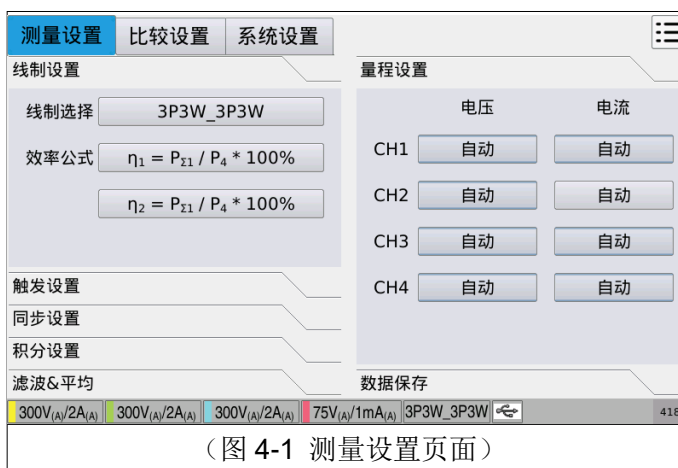 测量设置 比较设置 系统设置
线制设置
线制选择 3P3W_3P3W
效率公式 η₁ = P_Σ1 / P₄ * 100%
η₂ = P_Σ1 / P₄ * 100%
触发设置
同步设置
积分设置
滤波&平均
量程设置
电压 电流
CH1 自动 自动
CH2 自动 自动
CH3 自动 自动
CH4 自动 自动
数据保存
300V(A)/2A(A) 300V(A)/2A(A) 300V(A)/2A(A) 75V(A)/1mA(A) 3P3W_3P3W 418
(图 4-1 测量设置页面)